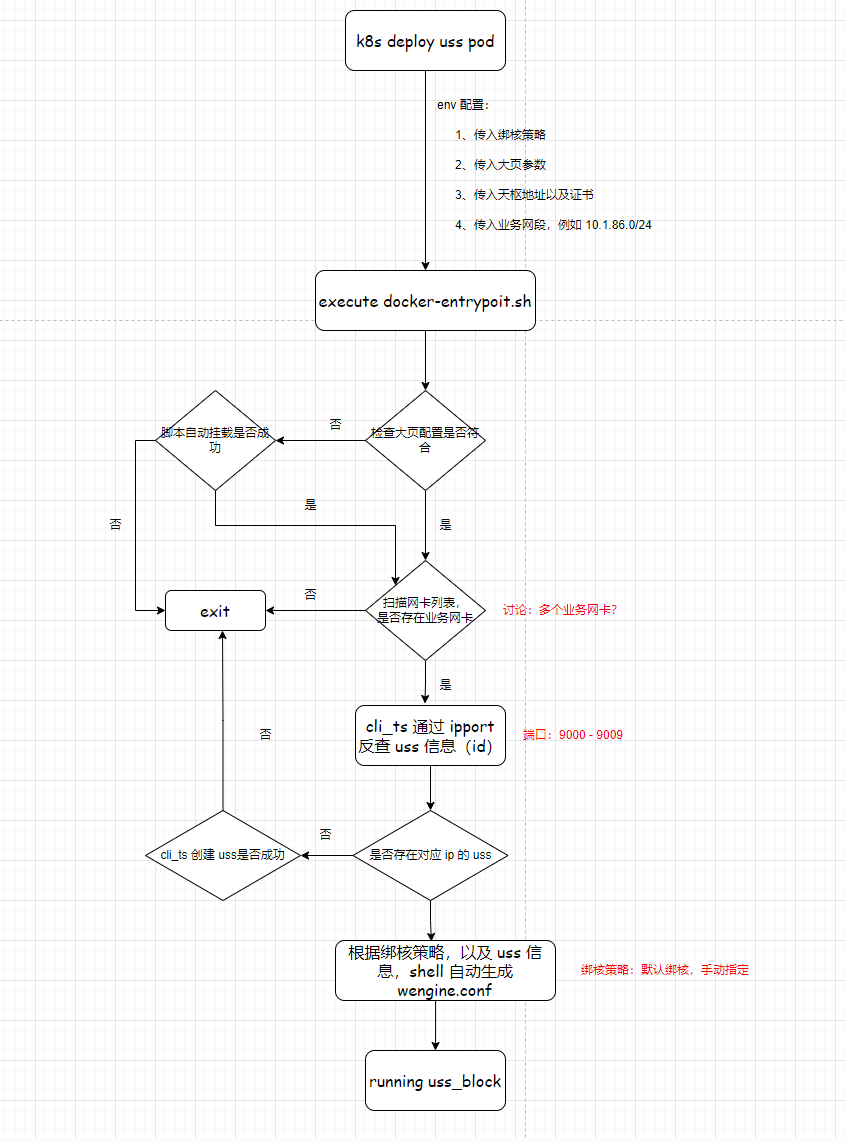 k8s deploy uss pod
env 配置：
1、传入绑核策略
2、传入大页参数
3、传入天枢地址以及证书
4、传入业务网段，例如 10.1.86.0/24
execute docker-entrypoit.sh
脚本自动挂载是否成
功
否
检查大页配置是否符
合
是
否
是
exit
否
扫描网卡列表，
是否存在业务网卡
讨论：多个业务网卡？
是
cli_ts 通过 ipport
反查 uss 信息（id）
端口：9000 - 9009
否
cli_ts 创建 uss是否成功
否
是否存在对应 ip 的 uss
根据绑核策略，以及 uss 信
息，shell 自动生成
wengine.conf
绑核策略：默认绑核，手动指定
running uss_block